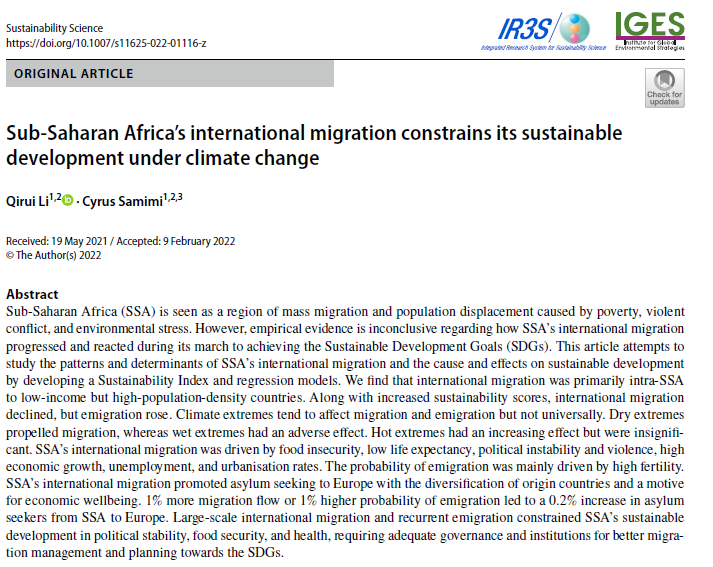 Sustainability Science
https://doi.org/10.1007/s11625-022-01116-z
IR3S
Integrated Research System for Sustainability Science
IGES
Institute for Global
Environmental Strategies
ORIGINAL ARTICLE
Check for
updates
Sub-Saharan Africa's international migration constrains its sustainable
development under climate change
Qirui Li1,2 iD · Cyrus Samimi1,2,3
Received: 19 May 2021 / Accepted: 9 February 2022
© The Author(s) 2022
Abstract
Sub-Saharan Africa (SSA) is seen as a region of mass migration and population displacement caused by poverty, violent
conflict, and environmental stress. However, empirical evidence is inconclusive regarding how SSA's international migration
progressed and reacted during its march to achieving the Sustainable Development Goals (SDGs). This article attempts to
study the patterns and determinants of SSA's international migration and the cause and effects on sustainable development
by developing a Sustainability Index and regression models. We find that international migration was primarily intra-SSA
to low-income but high-population-density countries. Along with increased sustainability scores, international migration
declined, but emigration rose. Climate extremes tend to affect migration and emigration but not universally. Dry extremes
propelled migration, whereas wet extremes had an adverse effect. Hot extremes had an increasing effect but were insignifi-
cant. SSA's international migration was driven by food insecurity, low life expectancy, political instability and violence, high
economic growth, unemployment, and urbanisation rates. The probability of emigration was mainly driven by high fertility.
SSA's international migration promoted asylum seeking to Europe with the diversification of origin countries and a motive
for economic wellbeing. 1% more migration flow or 1% higher probability of emigration led to a 0.2% increase in asylum
seekers from SSA to Europe. Large-scale international migration and recurrent emigration constrained SSA's sustainable
development in political stability, food security, and health, requiring adequate governance and institutions for better migra-
tion management and planning towards the SDGs.